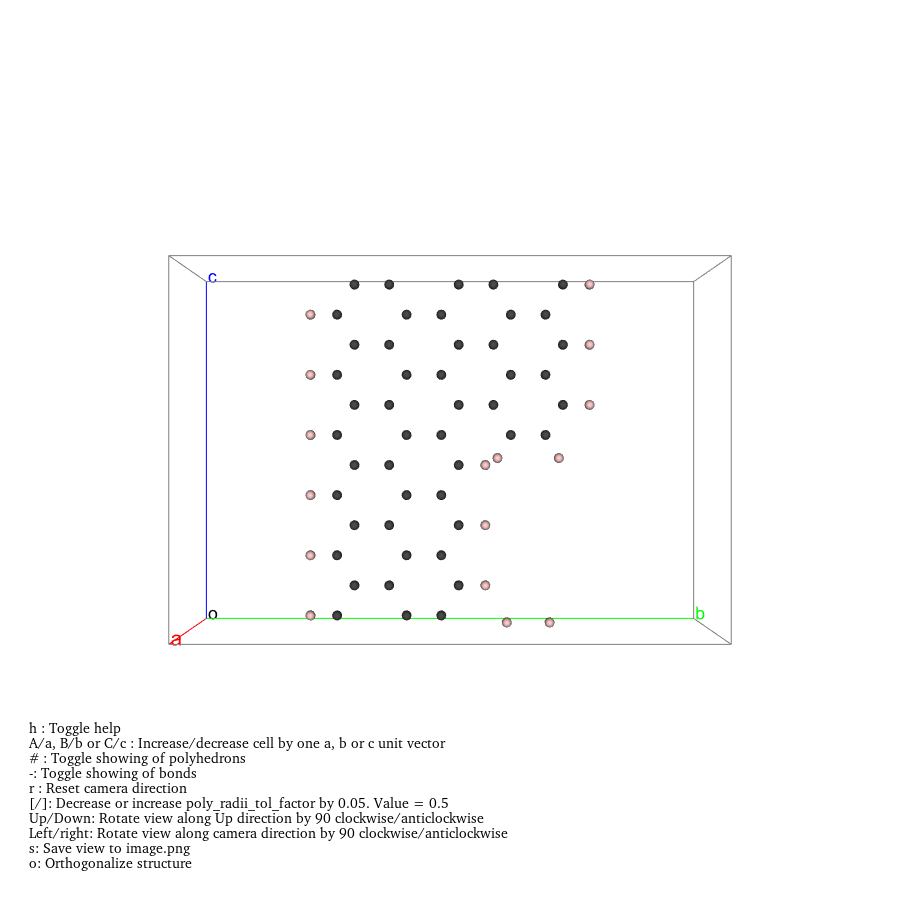 c
o
b
a
h : Toggle help
A/a, B/b or C/c : Increase/decrease cell by one a, b or c unit vector
# : Toggle showing of polyhedrons
-: Toggle showing of bonds
r : Reset camera direction
[/]: Decrease or increase poly_radii_tol_factor by 0.05. Value = 0.5
Up/Down: Rotate view along Up direction by 90 clockwise/anticlockwise
Left/right: Rotate view along camera direction by 90 clockwise/anticlockwise
s: Save view to image.png
o: Orthogonalize structure